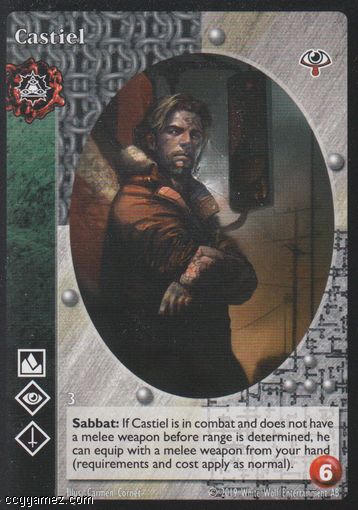 Castiel
3
Sabbat: If Castiel is in combat and does not have
a melee weapon before range is determined, he
can equip with a melee weapon from your hand
(requirements and cost apply as normal).
6
Illus: Carmen Cornet
© 2019 White Wolf Entertainment AB
ccggamez.com